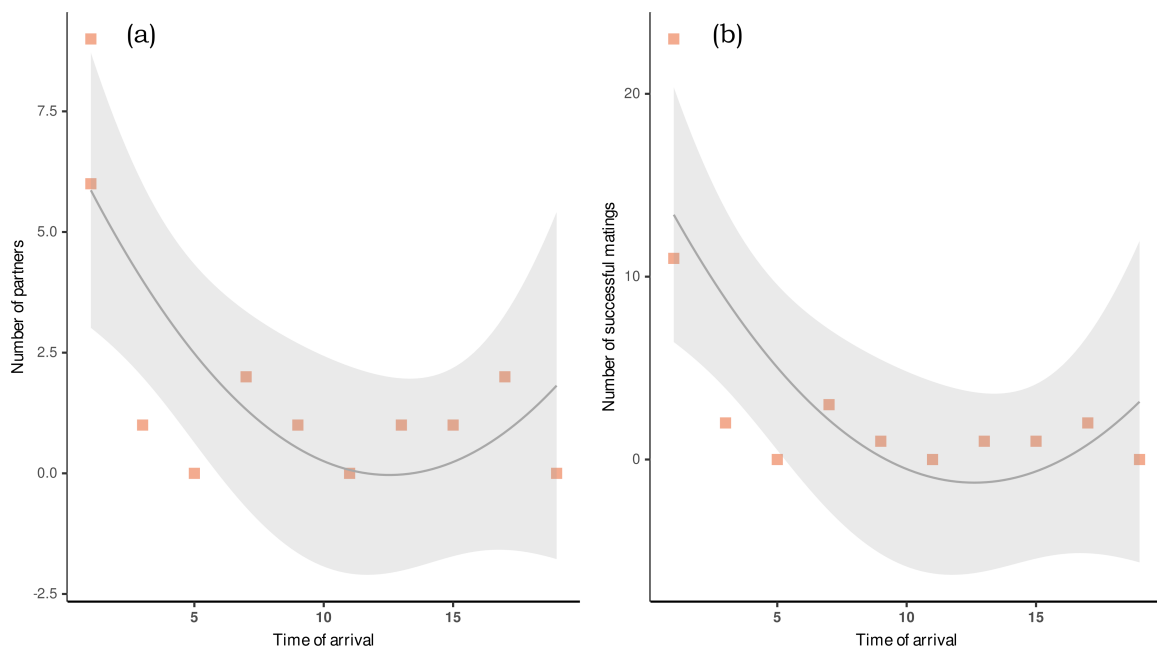 (a)
7.5
5.0
2.5
0.0
-2.5
Number of partners
5
10
15
Time of arrival
(b)
20
10
0
Number of successful matings
5
10
15
Time of arrival